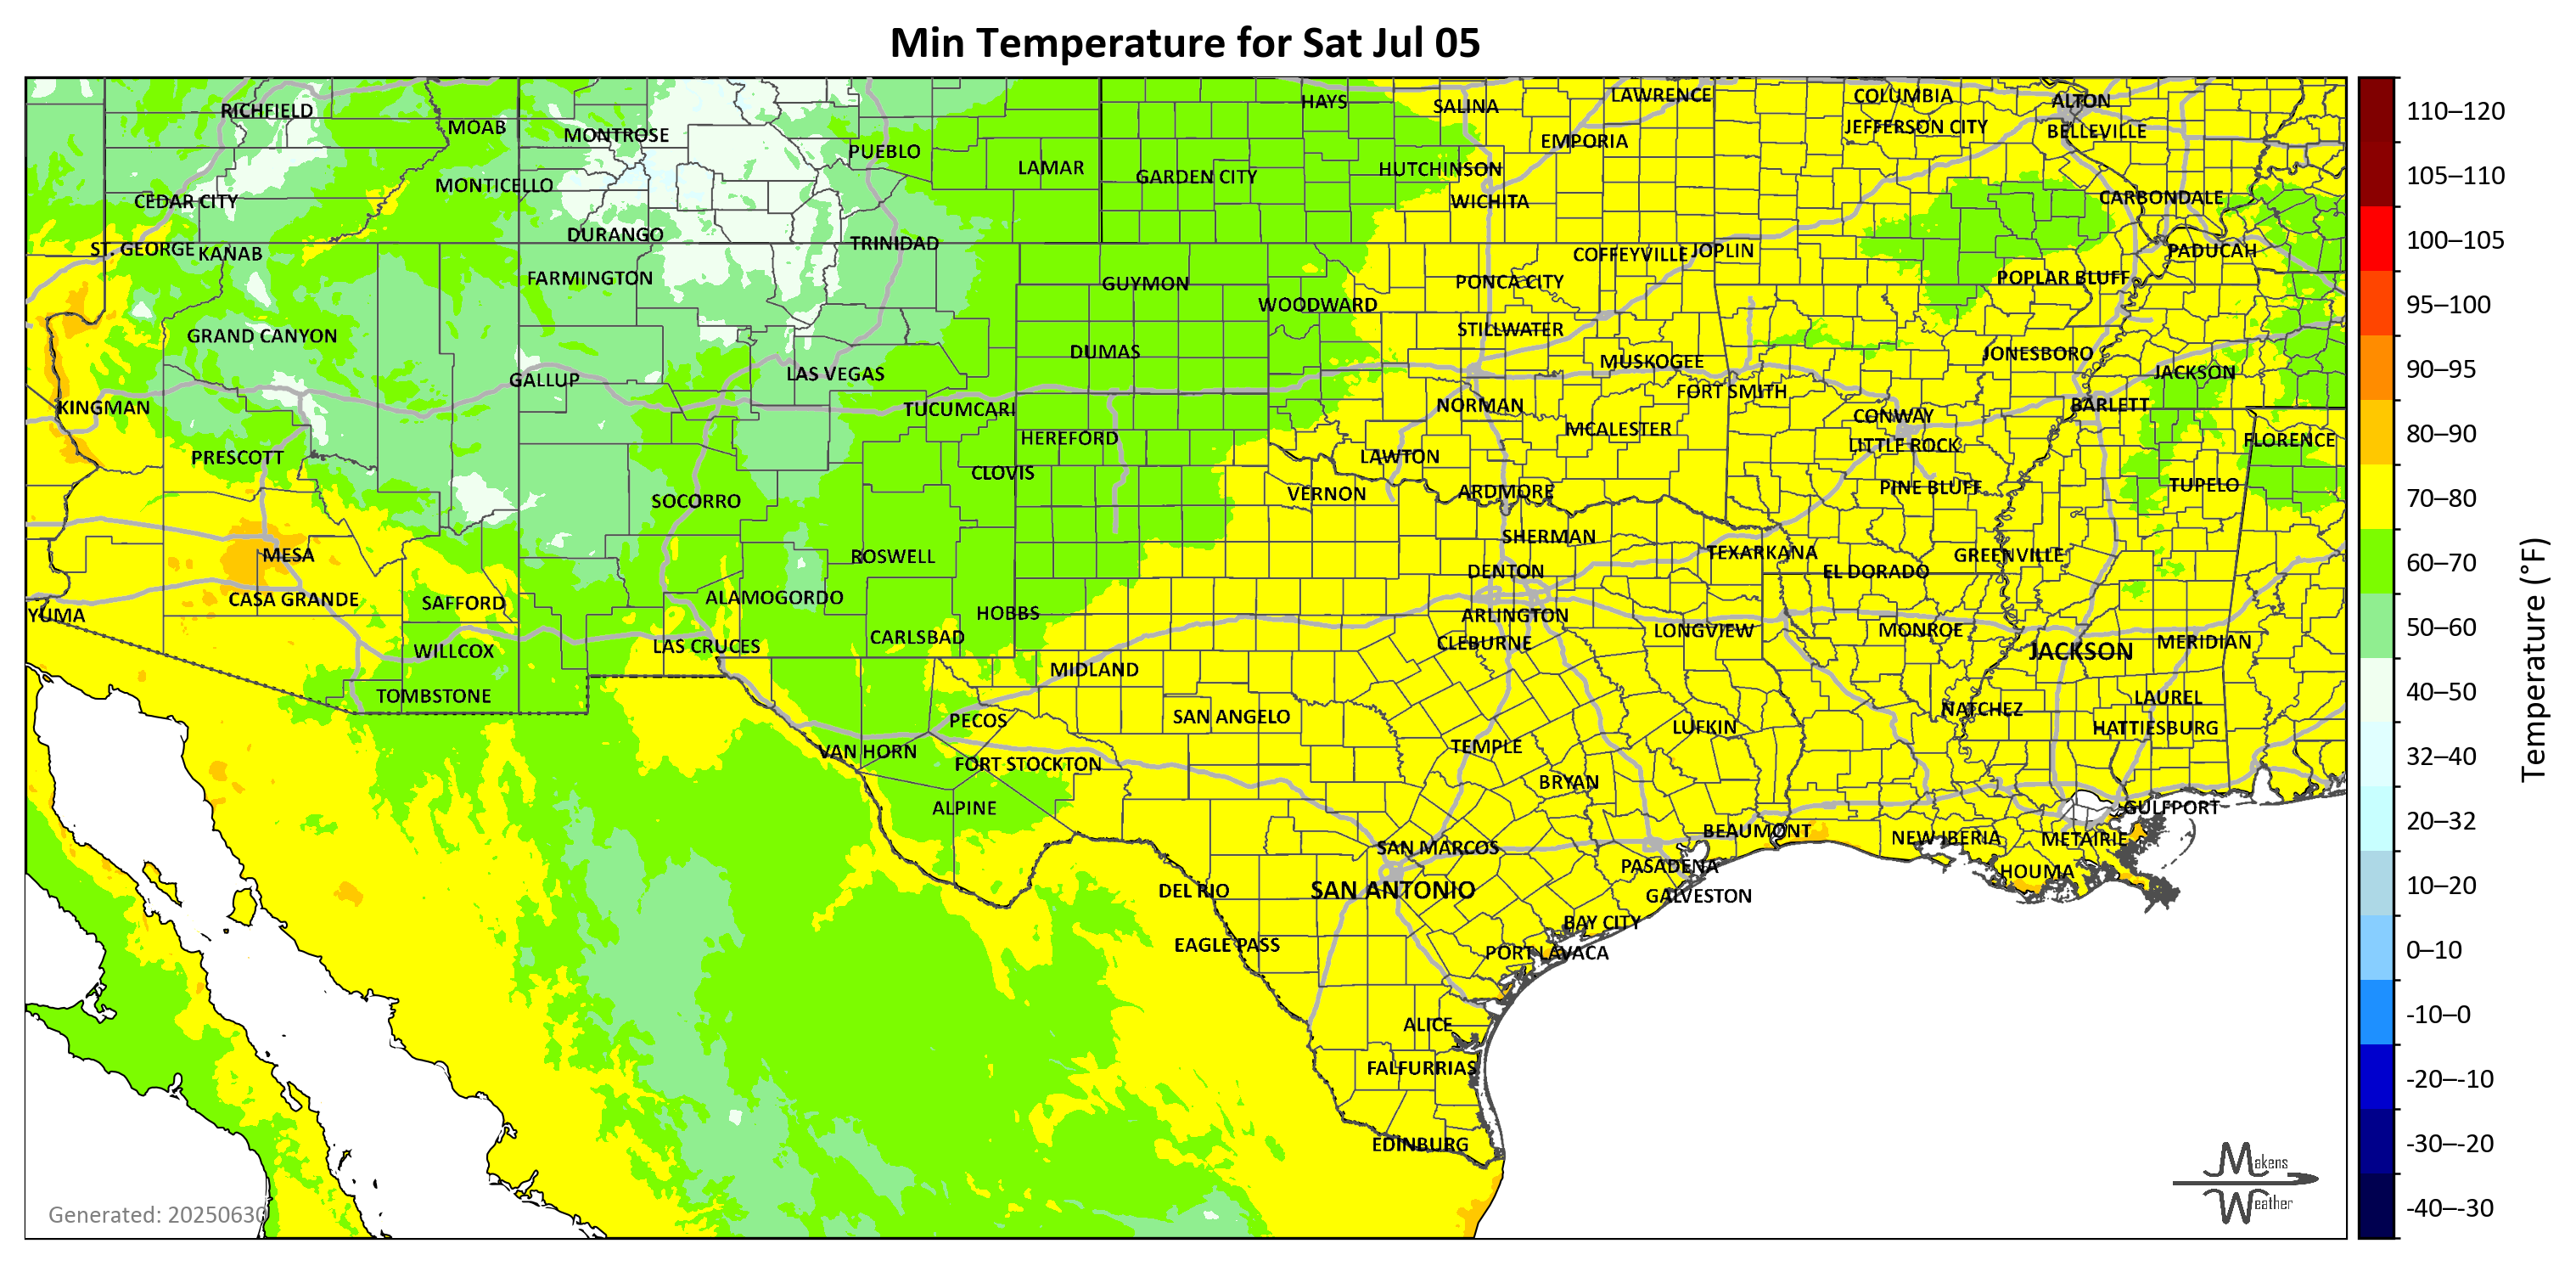 Min Temperature for Sat Jul 05
RICHFIELD
MOAB
MONTROSE
PUEBLO
LAMAR
HAYS
SALINA
LAWRENCE
COLUMBIA
ALTON
GARDEN CITY
HUTCHINSON
EMPORIA
JEFFERSON CITY
BELLEVILLE
MONTICELLO
CEDAR CITY
WICHITA
CARBONDALE
DURANGO
TRINIDAD
ST. GEORGE
KANAB
COFFEYVILLE
JOPLIN
PADUCAH
FARMINGTON
GUYMON
PONCA CITY
POPLAR BLUFF
WOODWARD
GRAND CANYON
STILLWATER
DUMAS
MUSKOGEE
JONESBORO
GALLUP
LAS VEGAS
JACKSON
FORT SMITH
KINGMAN
TUCUMCARI
NORMAN
BARLETT
CONWAY
HEREFORD
MCALESTER
LITTLE ROCK
FLORENCE
PRESCOTT
LAWTON
CLOVIS
VERNON
ARDMORE
PINE BLUFF
TUPELO
SOCORRO
SHERMAN
MESA
ROSWELL
TEXARKANA
GREENVILLE
DENTON
EL DORADO
CASA GRANDE
SAFFORD
ALAMOGORDO
YUMA
HOBBS
ARLINGTON
CARLSBAD
CLEBURNE
LONGVIEW
MONROE
WILLCOX
LAS CRUCES
JACKSON
MERIDIAN
MIDLAND
TOMBSTONE
LAUREL
PECOS
SAN ANGELO
NATCHEZ
LUFKIN
HATTIESBURG
VAN HORN
FORT STOCKTON
TEMPLE
BRYAN
ALPINE
GULFPORT
BEAUMONT
NEW IBERIA
METAIRIE
SAN MARCOS
PASADENA
HOUMA
DEL RIO
SAN ANTONIO
GALVESTON
EAGLE PASS
BAY CITY
PORT LAVACA
ALICE
FALFURRIAS
EDINBURG
Generated: 20250630
Makens
Weather
110–120
105–110
100–105
95–100
90–95
80–90
70–80
60–70
50–60
40–50
32–40
20–32
10–20
0–10
-10–0
-20–-10
-30–-20
-40–-30
Temperature (°F)